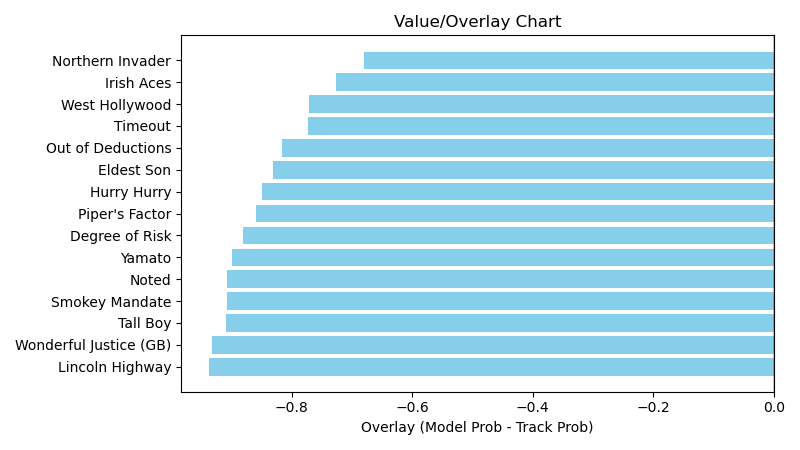 Value/Overlay Chart
Northern Invader
Irish Aces
West Hollywood
Timeout
Out of Deductions
Eldest Son
Hurry Hurry
Piper's Factor
Degree of Risk
Yamato
Noted
Smokey Mandate
Tall Boy
Wonderful Justice (GB)
Lincoln Highway
−0.8 −0.6 −0.4 −0.2 0.0
Overlay (Model Prob - Track Prob)